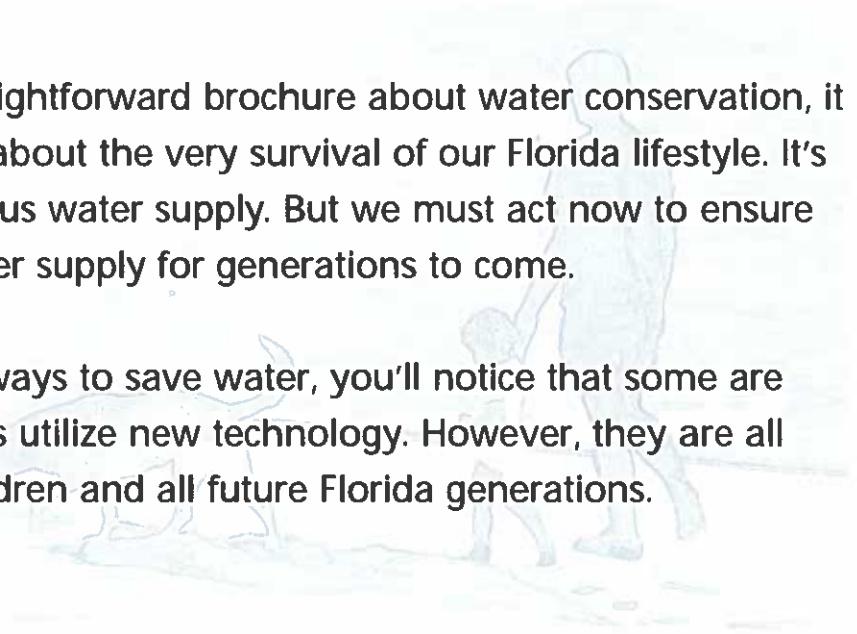 ightforward brochure about water conservation, it
about the very survival of our Florida lifestyle. It's
us water supply. But we must act now to ensure
er supply for generations to come.
ways to save water, you'll notice that some are
s utilize new technology. However, they are all
dren and all future Florida generations.